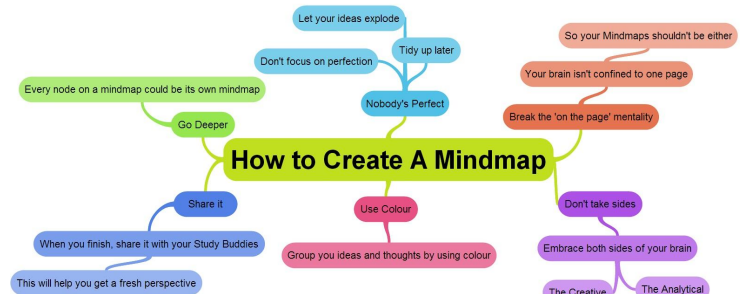 Let your ideas explode
Tidy up later
Don't focus on perfection
Nobody's Perfect
So your Mindmaps shouldn't be either
Your brain isn't confined to one page
Break the 'on the page' mentality
Every node on a mindmap could be its own mindmap
Go Deeper
How to Create A Mindmap
Share it
When you finish, share it with your Study Buddies
This will help you get a fresh perspective
Use Colour
Group you ideas and thoughts by using colour
Don't take sides
Embrace both sides of your brain
The Creative
The Analytical